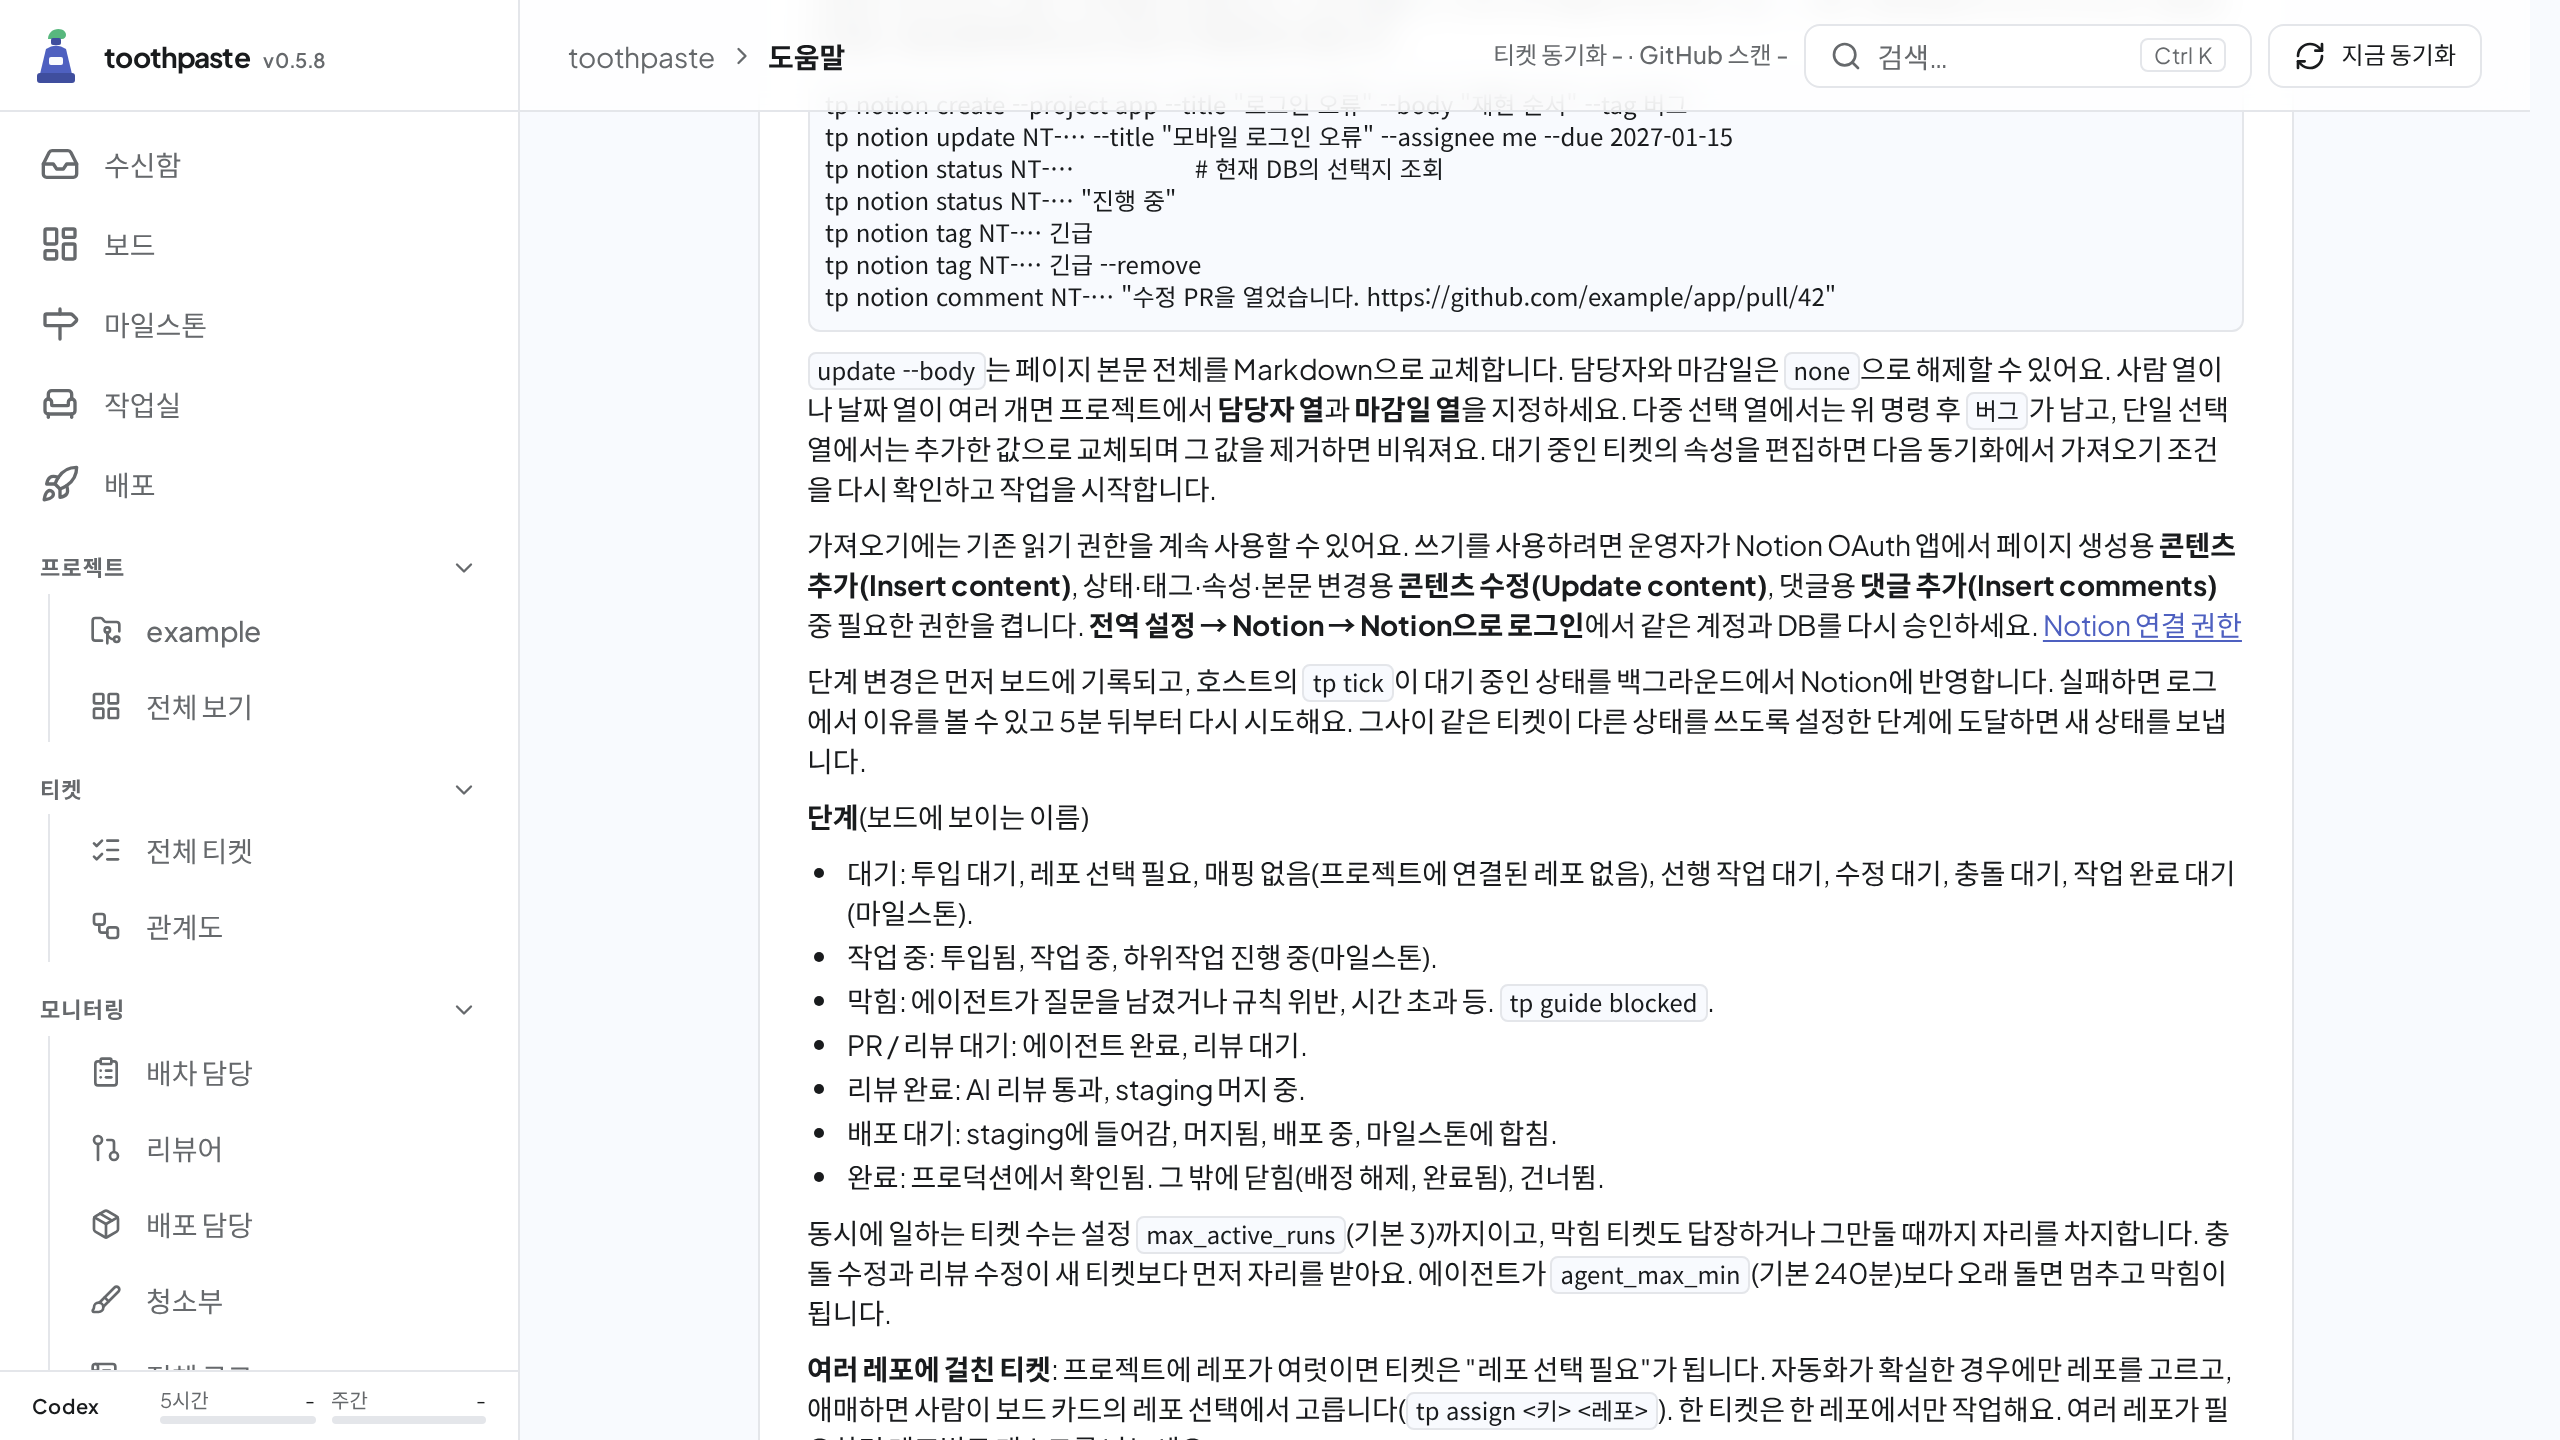 toothpaste v0.5.8
toothpaste > 도움말
티켓 동기화 - · GitHub 스캔 -
검색...
Ctrl K
지금 동기화
수신함
보드
마일스톤
작업실
배포
프로젝트
example
전체 보기
티켓
전체 티켓
관계도
모니터링
배차 담당
리뷰어
배포 담당
청소부
Codex
5시간 -
주간 -
tp notion create --project app --title "로그인 오류" --body "재현 순서" --tag 버그
tp notion update NT-⋯ --title "모바일 로그인 오류" --assignee me --due 2027-01-15
tp notion status NT-⋯ # 현재 DB의 선택지 조회
tp notion status NT-⋯ "진행 중"
tp notion tag NT-⋯ 긴급
tp notion tag NT-⋯ 긴급 --remove
tp notion comment NT-⋯ "수정 PR을 열었습니다. https://github.com/example/app/pull/42"
update --body는 페이지 본문 전체를 Markdown으로 교체합니다. 담당자와 마감일은 none으로 해제할 수 있어요. 사람 열이
나 날짜 열이 여러 개면 프로젝트에서 담당자 열과 마감일 열을 지정하세요. 다중 선택 열에서는 위 명령 후 버그가 남고, 단일 선택
열에서는 추가한 값으로 교체되며 그 값을 제거하면 비워져요. 대기 중인 티켓의 속성을 편집하면 다음 동기화에서 가져오기 조건
을 다시 확인하고 작업을 시작합니다.
가져오기에는 기존 읽기 권한을 계속 사용할 수 있어요. 쓰기를 사용하려면 운영자가 Notion OAuth 앱에서 페이지 생성용 콘텐츠
추가(Insert content), 상태·태그·속성·본문 변경용 콘텐츠 수정(Update content), 댓글용 댓글 추가(Insert comments)
중 필요한 권한을 켭니다. 전역 설정 → Notion → Notion으로 로그인에서 같은 계정과 DB를 다시 승인하세요. Notion 연결 권한
단계 변경은 먼저 보드에 기록되고, 호스트의 tp tick이 대기 중인 상태를 백그라운드에서 Notion에 반영합니다. 실패하면 로그
에서 이유를 볼 수 있고 5분 뒤부터 다시 시도해요. 그사이 같은 티켓이 다른 상태를 쓰도록 설정한 단계에 도달하면 새 상태를 보냅
니다.
단계(보드에 보이는 이름)
• 대기: 투입 대기, 레포 선택 필요, 매핑 없음(프로젝트에 연결된 레포 없음), 선행 작업 대기, 수정 대기, 충돌 대기, 작업 완료 대기
(마일스톤).
• 작업 중: 투입됨, 작업 중, 하위작업 진행 중(마일스톤).
• 막힘: 에이전트가 질문을 남겼거나 규칙 위반, 시간 초과 등. tp guide blocked.
• PR / 리뷰 대기: 에이전트 완료, 리뷰 대기.
• 리뷰 완료: AI 리뷰 통과, staging 머지 중.
• 배포 대기: staging에 들어감, 머지됨, 배포 중, 마일스톤에 합침.
• 완료: 프로덕션에서 확인됨. 그 밖에 닫힘(배정 해제, 완료됨), 건너뜀.
동시에 일하는 티켓 수는 설정 max_active_runs(기본 3)까지이고, 막힘 티켓도 답장하거나 그만둘 때까지 자리를 차지합니다. 충
돌 수정과 리뷰 수정이 새 티켓보다 먼저 자리를 받아요. 에이전트가 agent_max_min(기본 240분)보다 오래 돌면 멈추고 막힘이
됩니다.
여러 레포에 걸친 티켓: 프로젝트에 레포가 여럿이면 티켓은 "레포 선택 필요"가 됩니다. 자동화가 확실한 경우에만 레포를 고르고,
애매하면 사람이 보드 카드의 레포 선택에서 고릅니다(tp assign <키> <레포>). 한 티켓은 한 레포에서만 작업해요. 여러 레포가 필